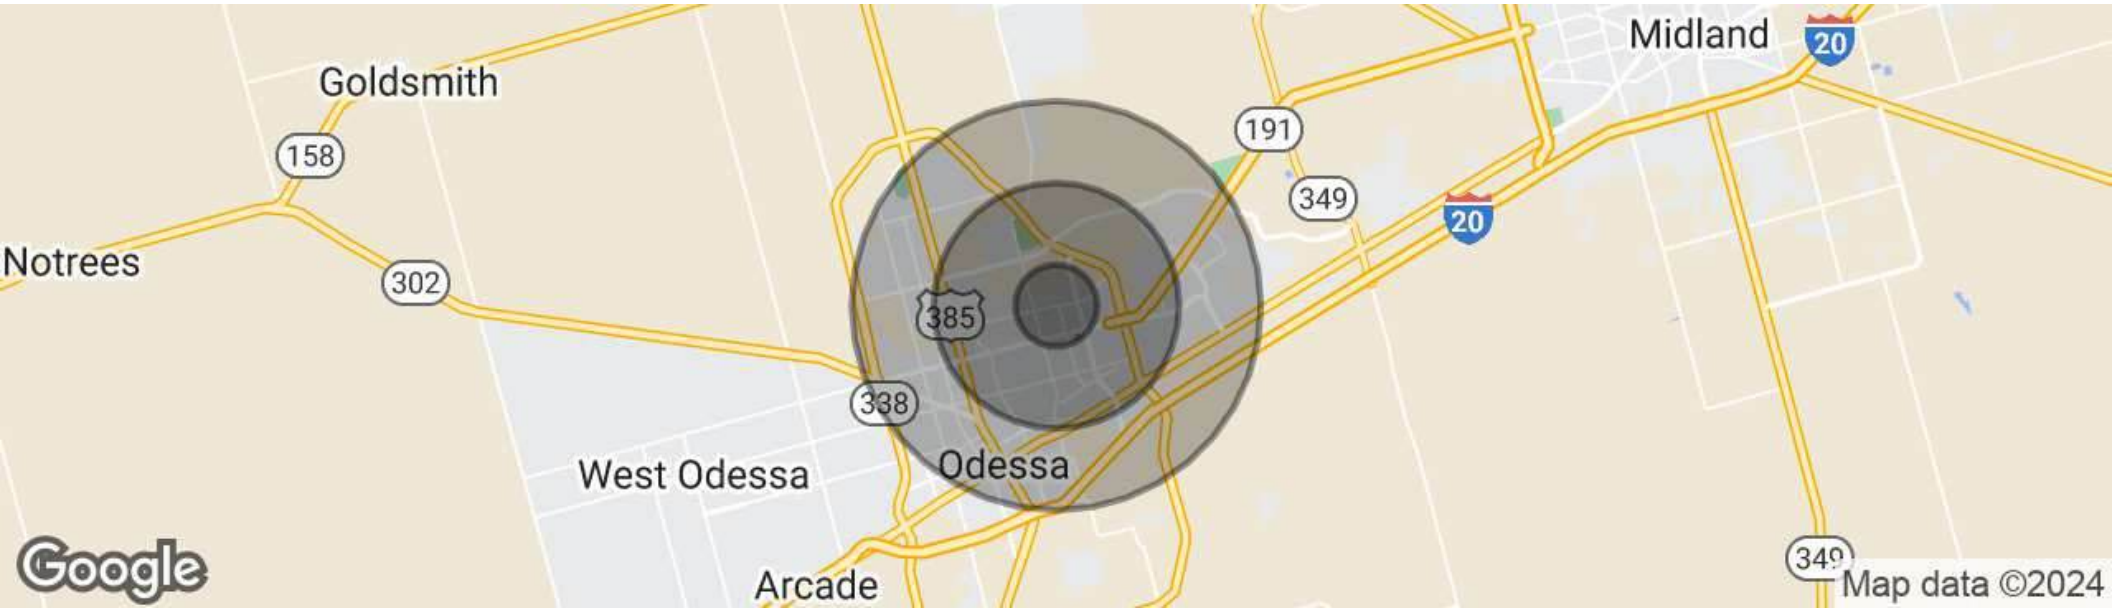 Midland
20
Goldsmith
191
158
349
20
Notrees
302
385
338
Odessa
West Odessa
349
Google
Arcade
Map data ©2024